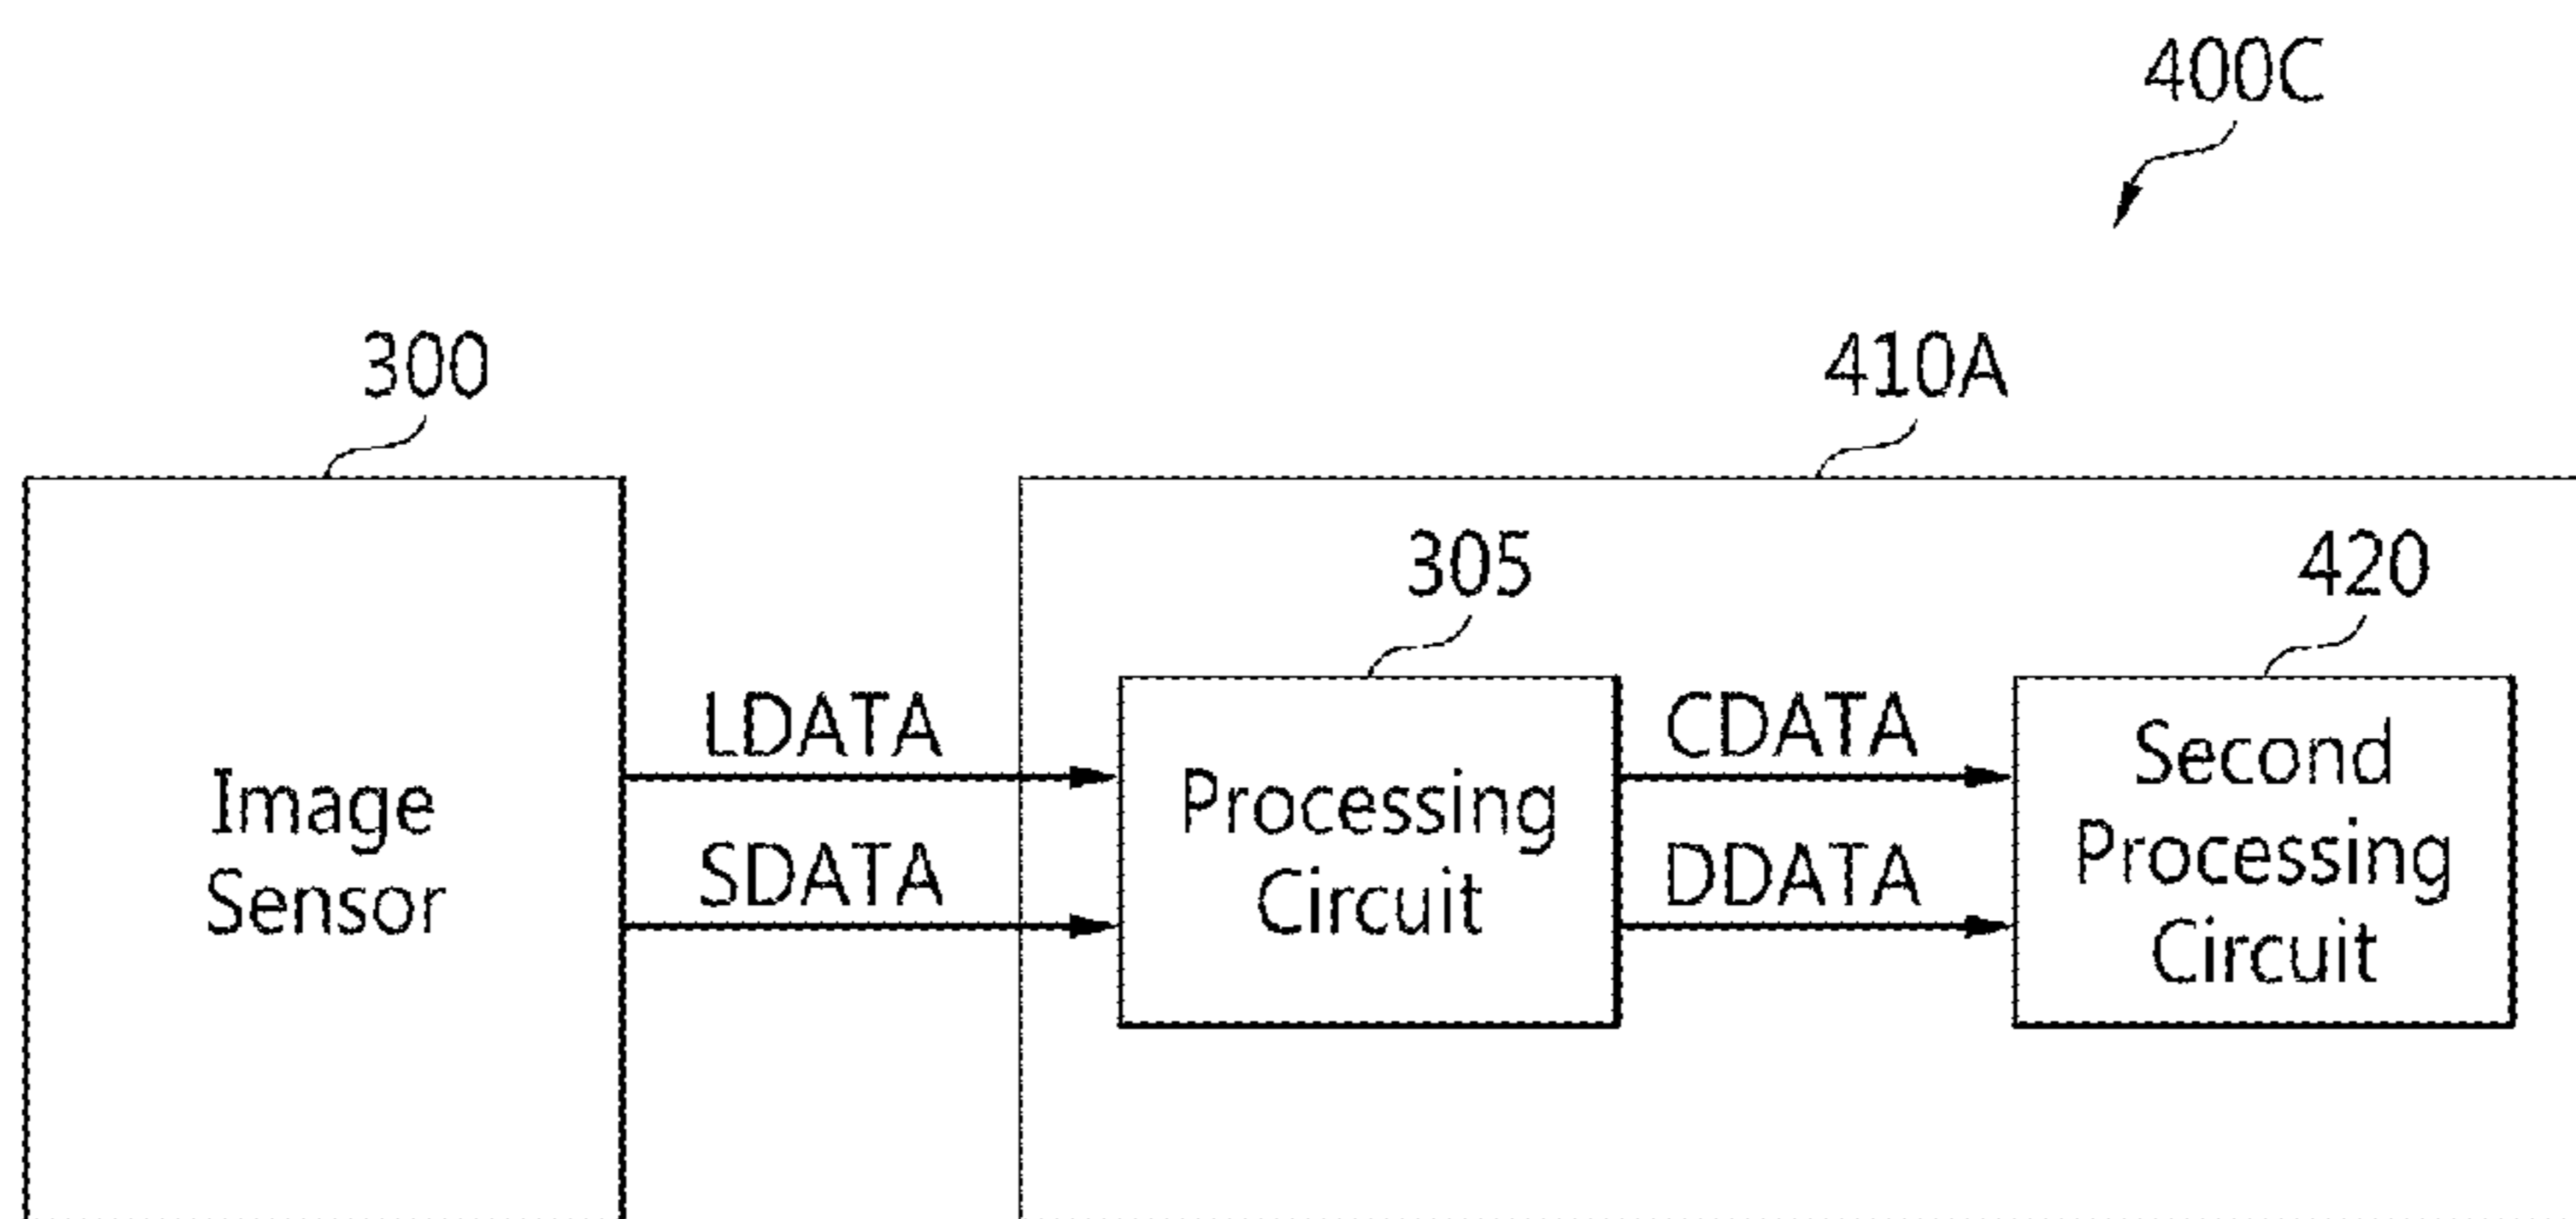 400C
300
410A
305
420
LDATA
CDATA
SDATA
DDATA
Image
Sensor
Processing
Circuit
Second
Processing
Circuit